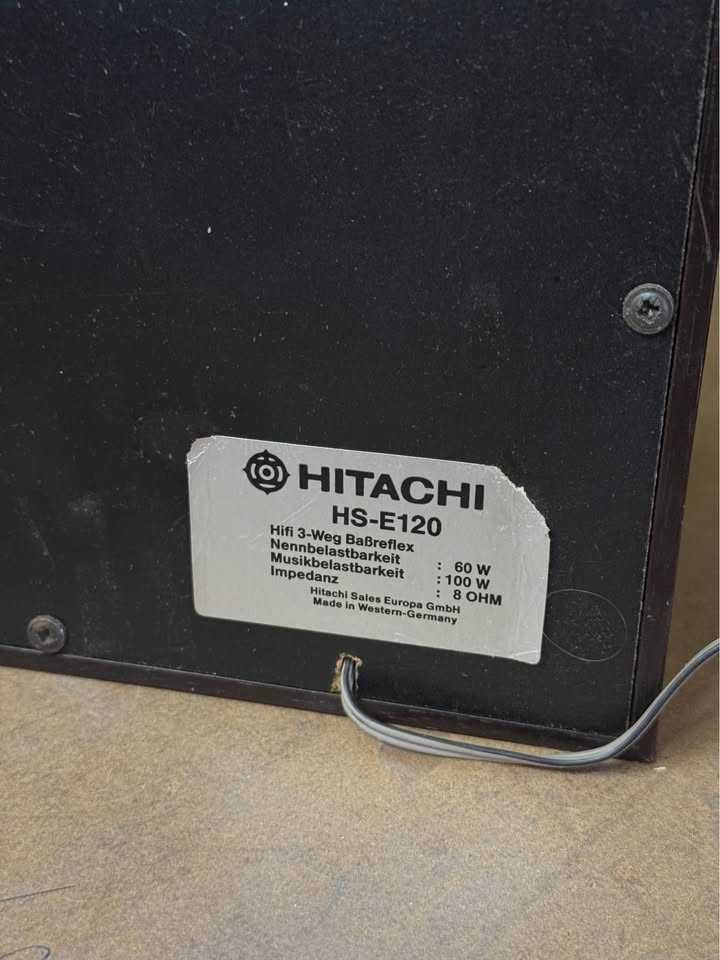 HITACHI
HS-E120
Hifi 3-Weg Baßreflex
Nennbelastbarkeit : 60 W
Musikbelastbarkeit : 100 W
Impedanz : 8 OHM
Hitachi Sales Europa GmbH
Made in Western-Germany